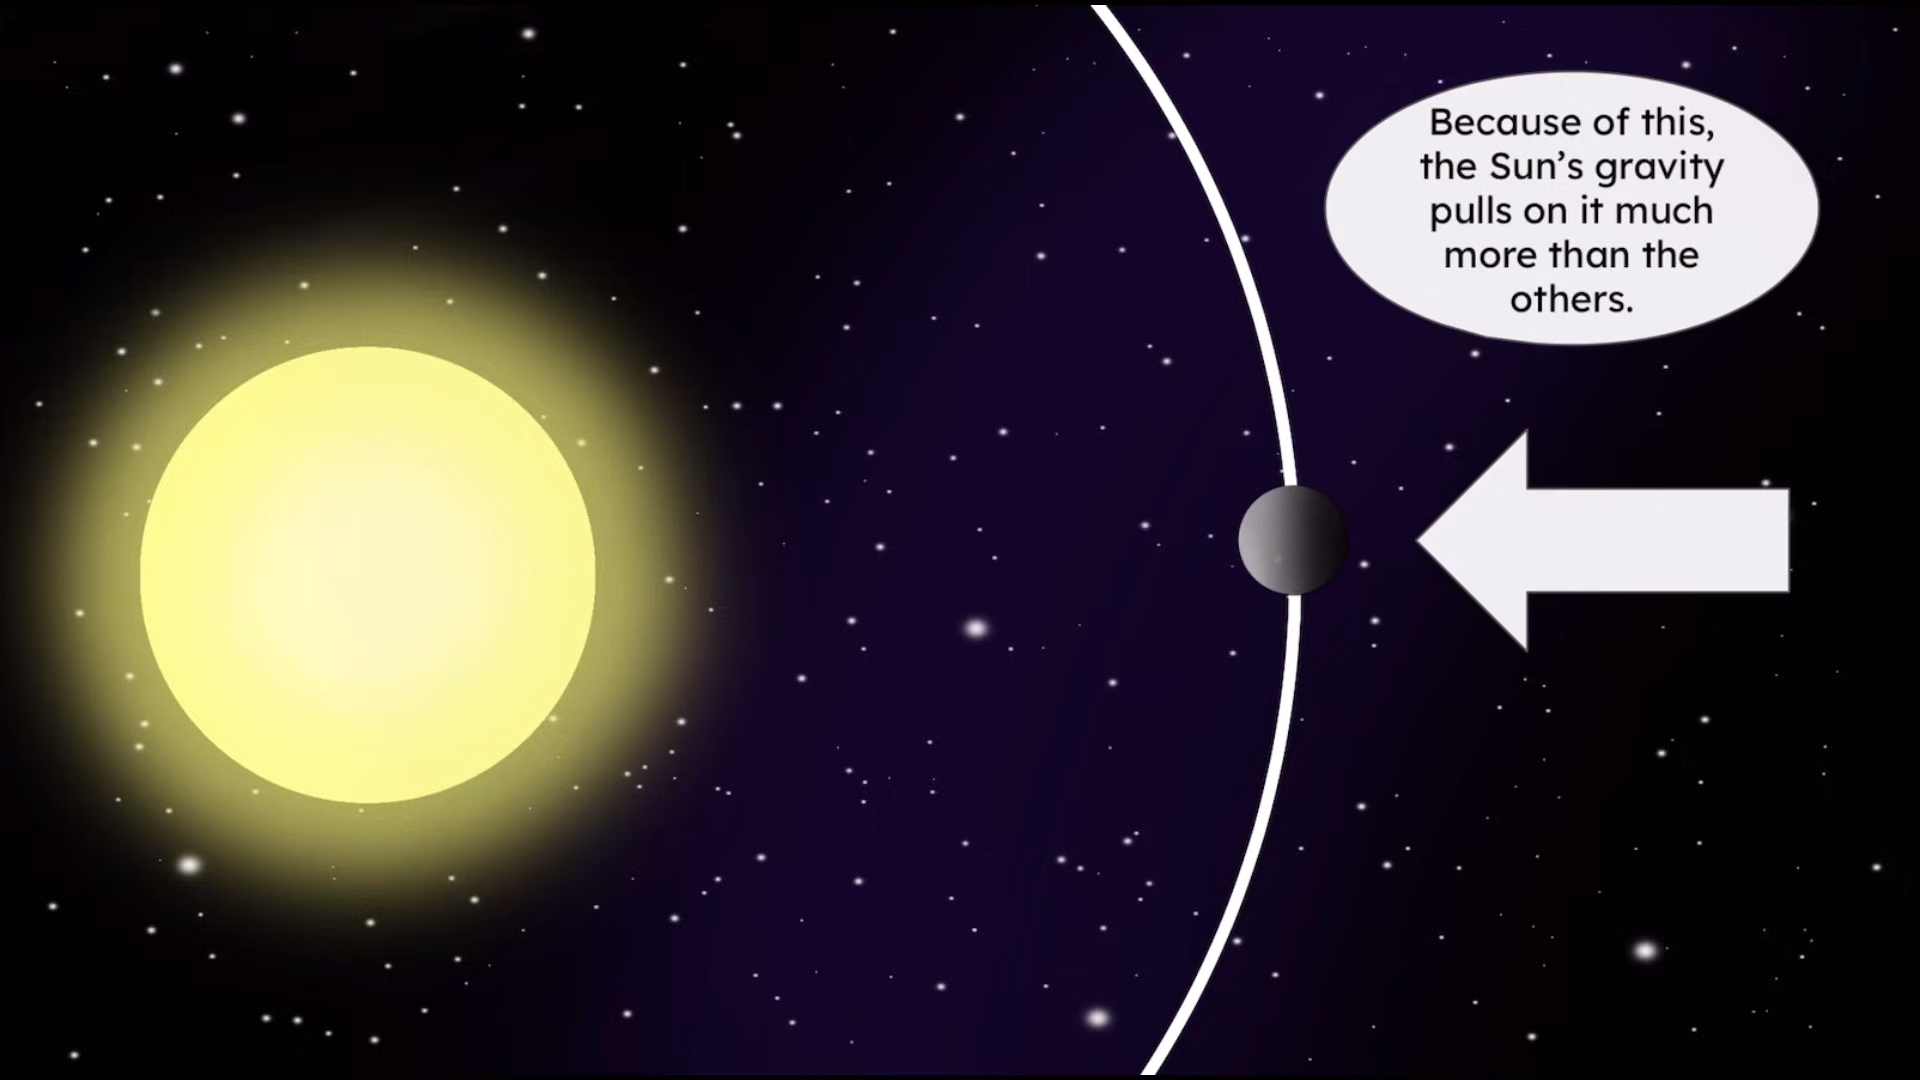 Because of this,
the Sun’s gravity
pulls on it much
more than the
others.